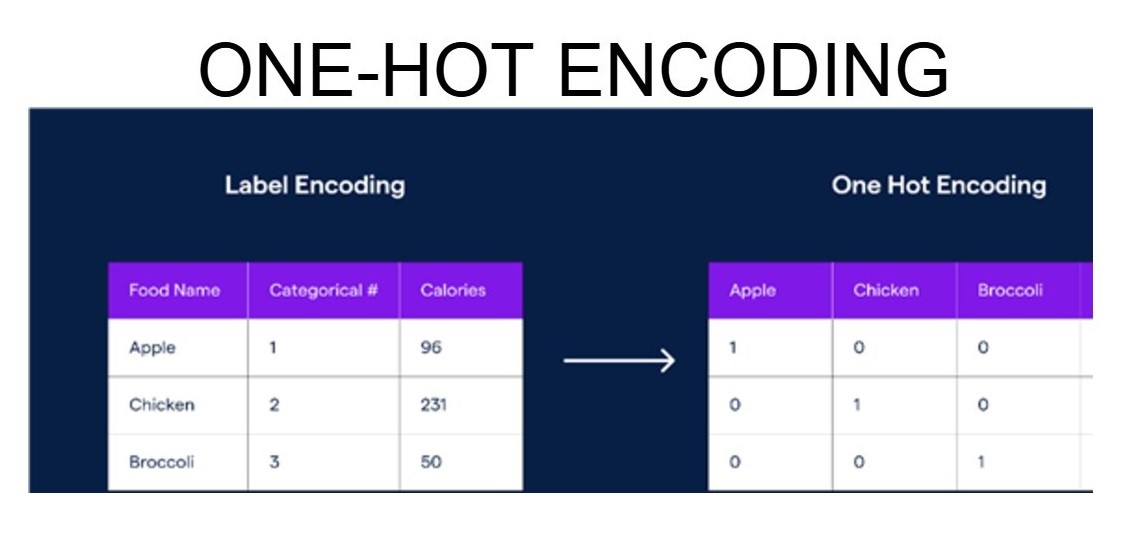 ONE-HOT ENCODING
Label Encoding
Food Name Categorical # Calories
Apple 1 96
Chicken 2 231
Broccoli 3 50
One Hot Encoding
Apple Chicken Broccoli
1 0 0
0 1 0
0 0 1